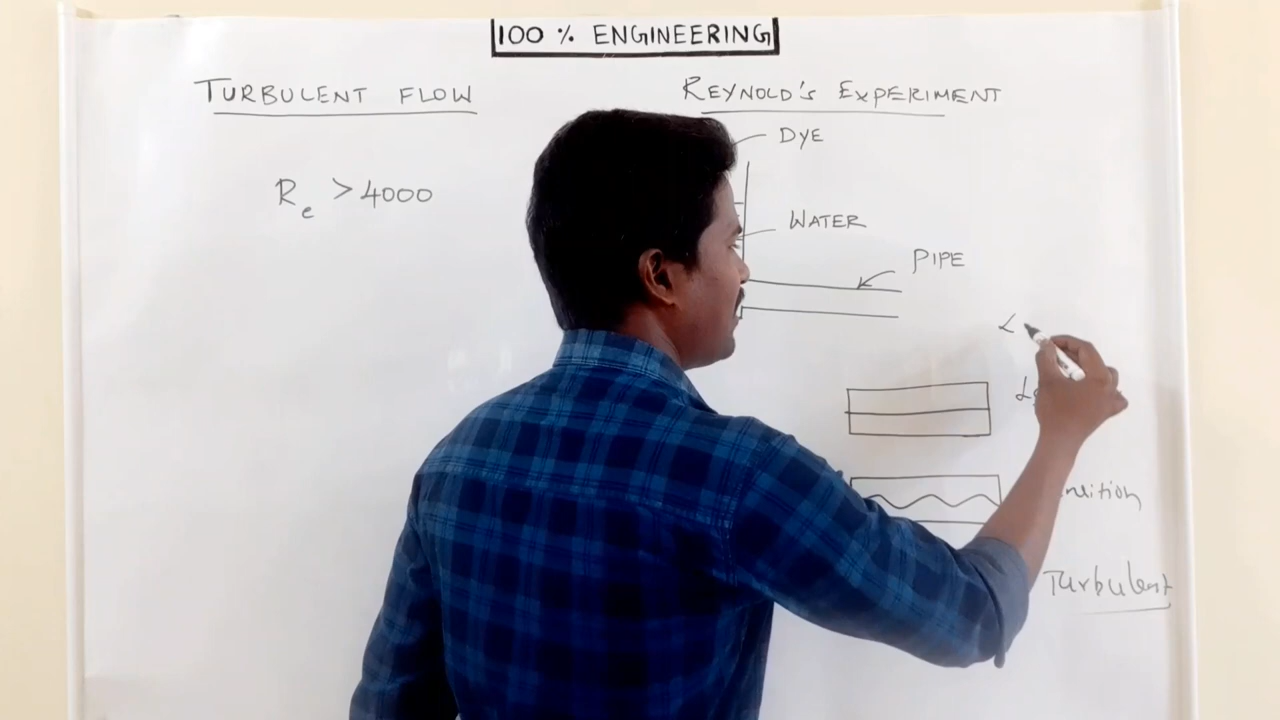 100 % ENGINEERING
TURBULENT FLOW
Re > 4000
REYNOLD'S EXPERIMENT
DYE
WATER
PIPE
<
Turbulent